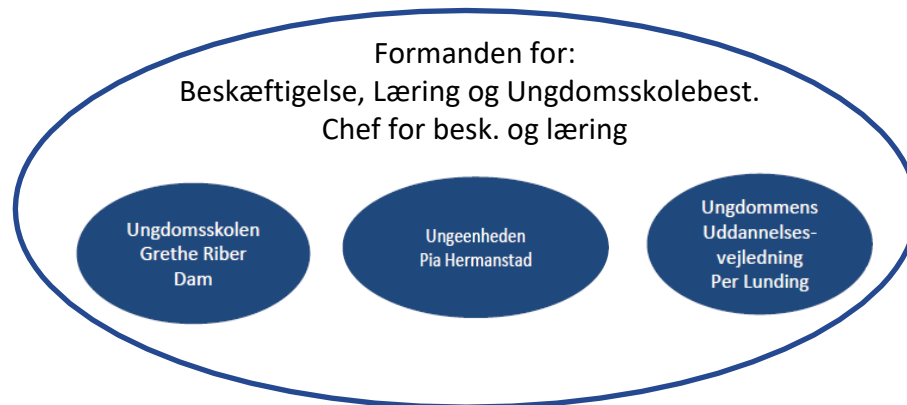 Formanden for:
Beskæftigelse, Læring og Ungdomsskolebest.
Chef for besk. og læring
Ungdomsskolen
Grethe Riber
Dam
Ungeenheden
Pia Hermanstad
Ungdommens
Uddannelses-
vejledning
Per Lunding